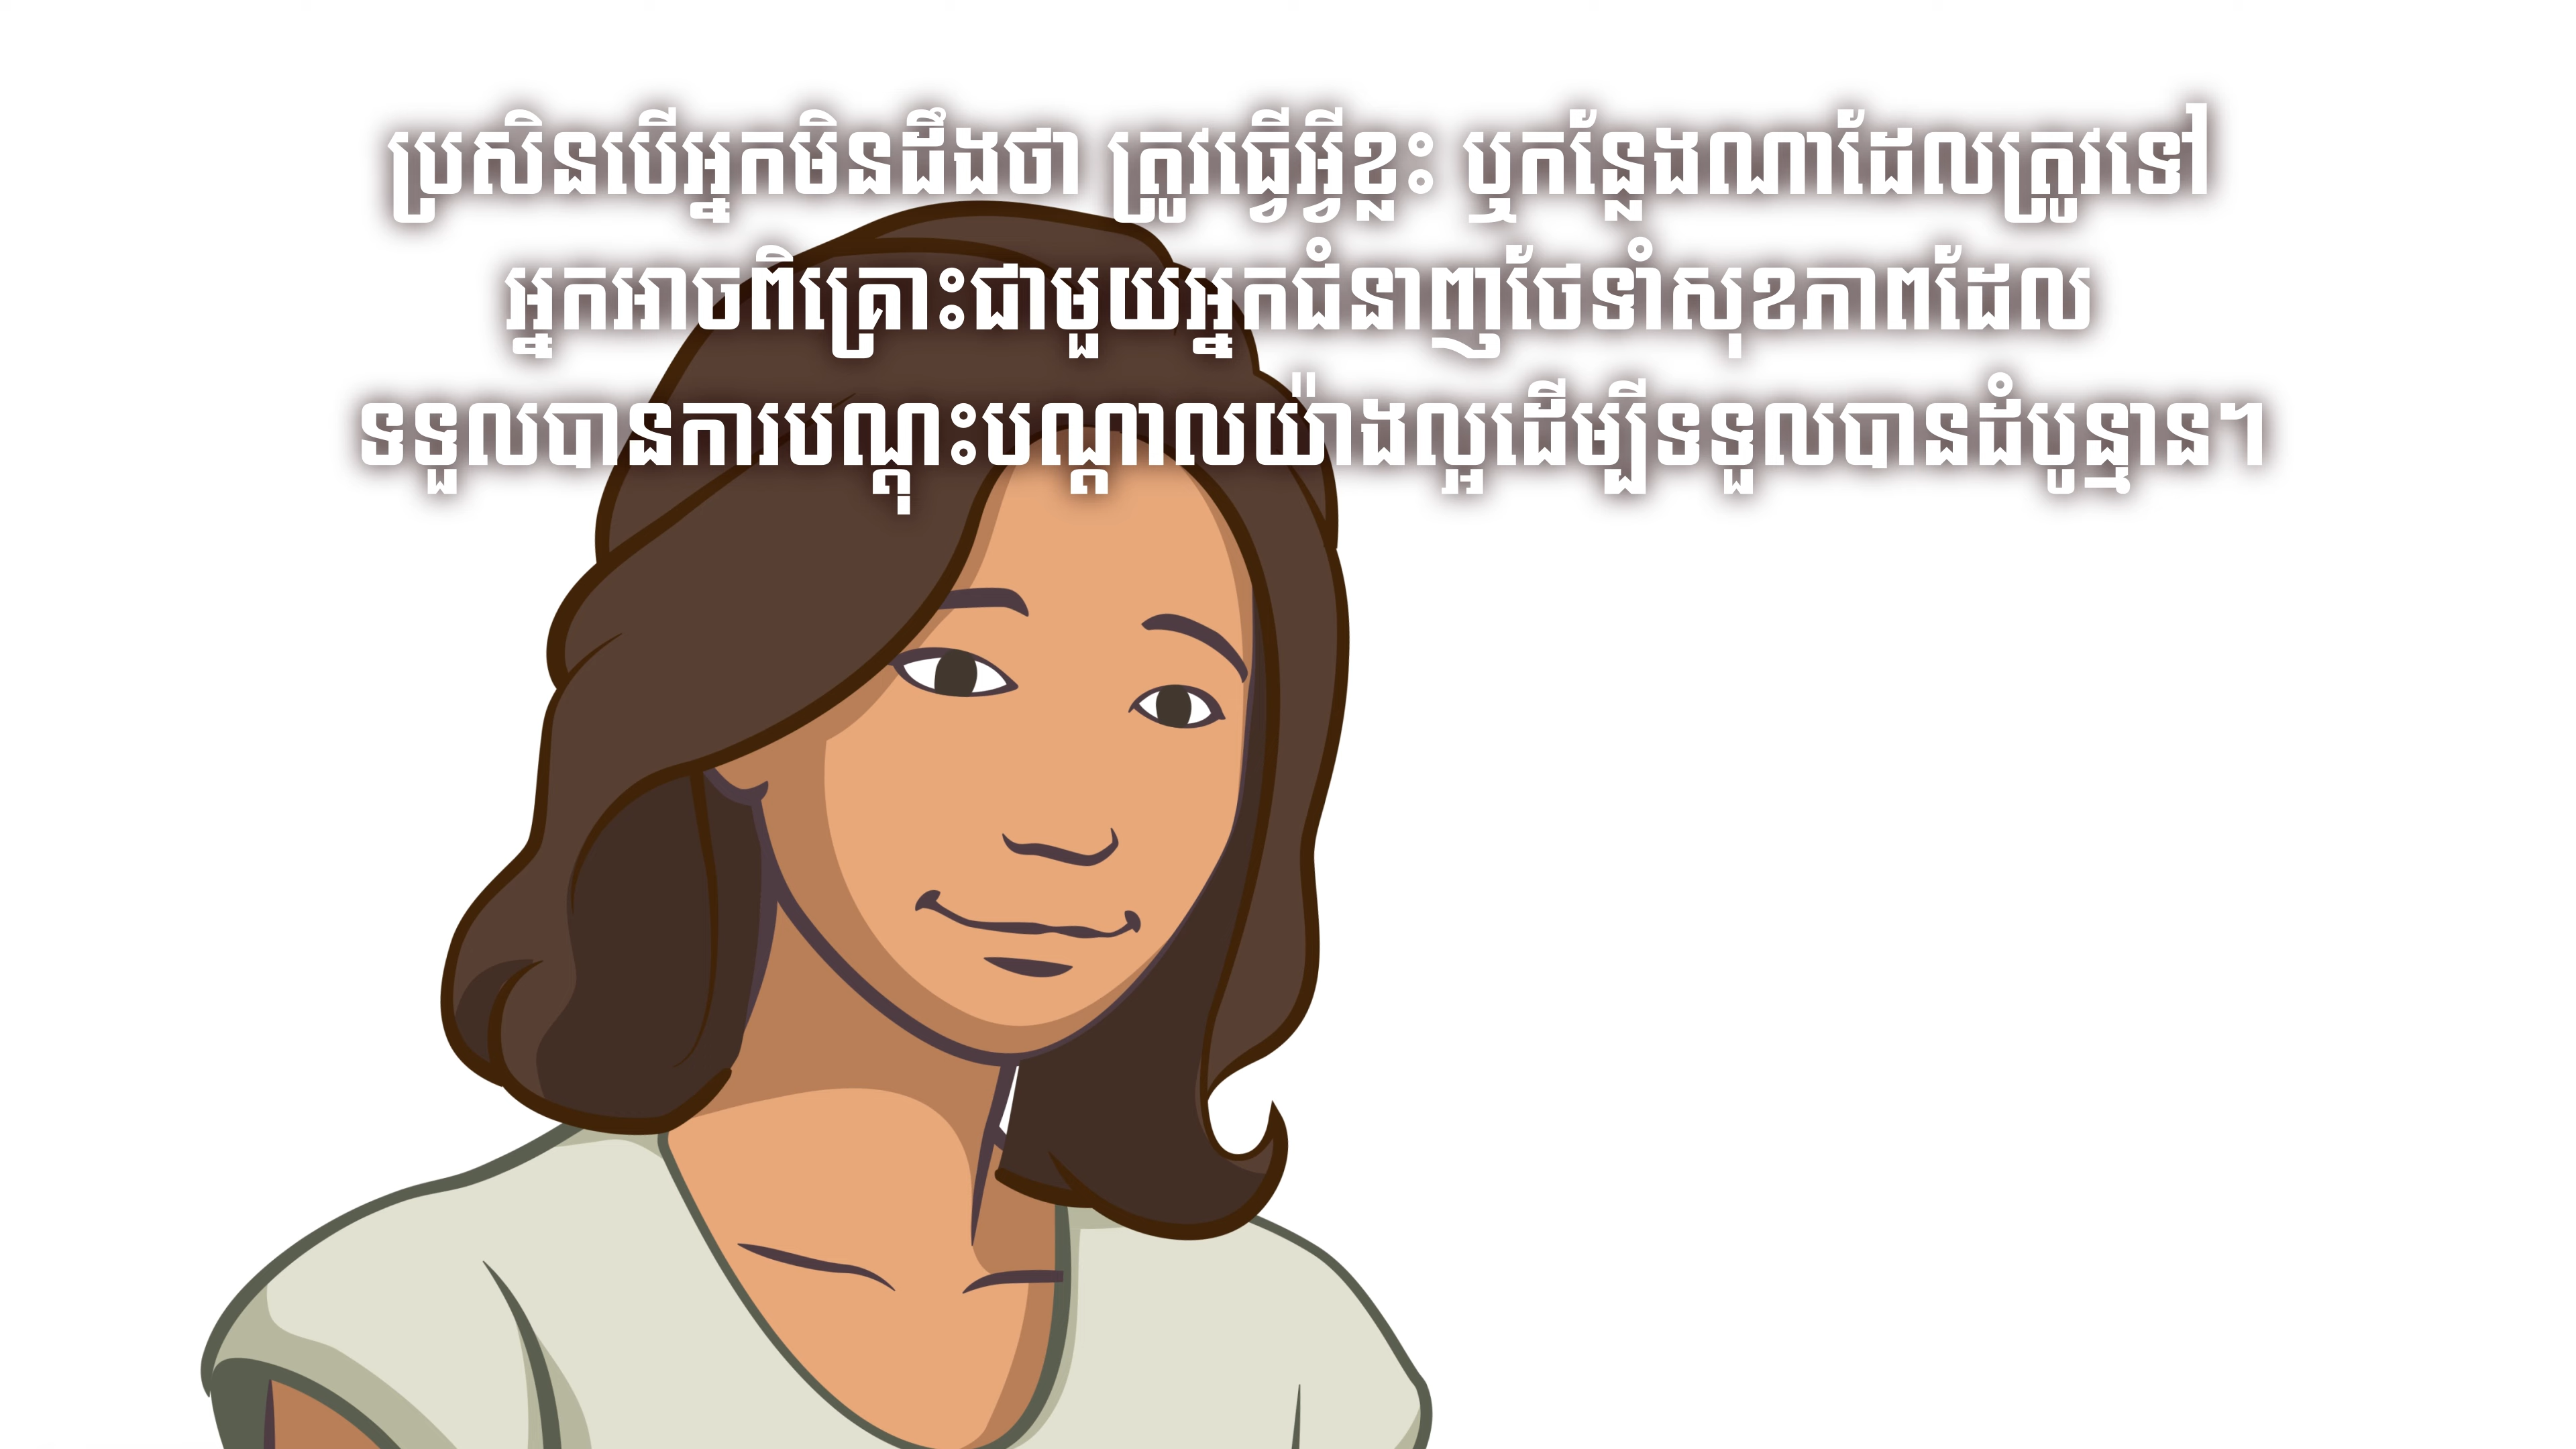 ប្រសិនបើអ្នកមិនដឹងថា ត្រូវធ្វើអ្វីខ្លះ ឬកន្លែងណាដែលត្រូវទៅ
អ្នកអាចពិគ្រោះជាមួយអ្នកជំនាញថែទាំសុខភាពដែល
ទទួលបានការបណ្តុះបណ្តាលយ៉ាងល្អដើម្បីទទួលបានដំបូន្មាន។